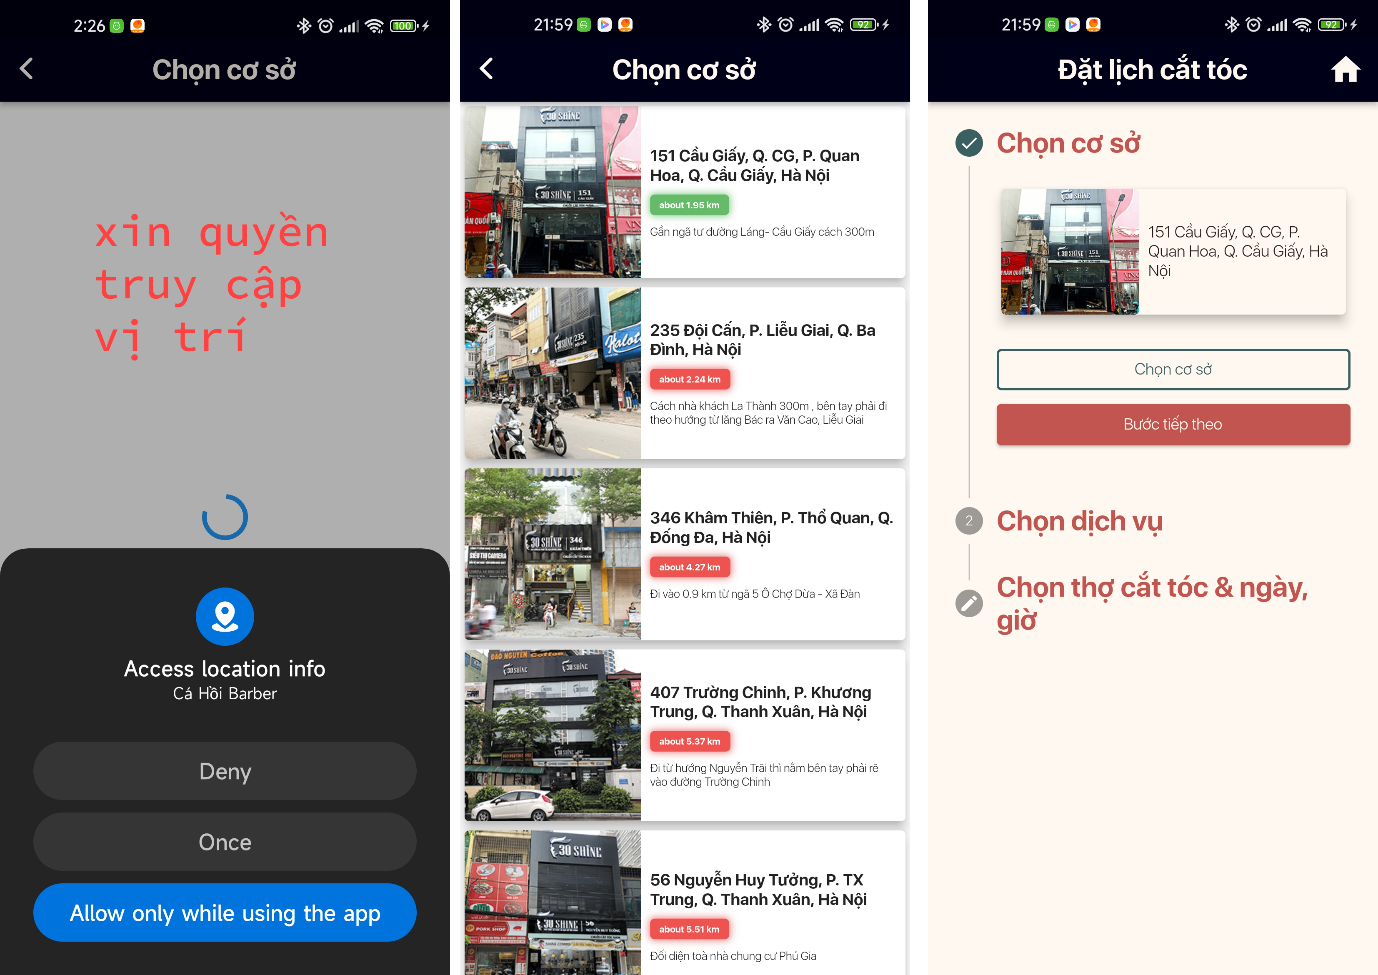 2:26
100
Chọn cơ sở
xin quyền
truy cập
vị trí
Access location info
Cá Hồi Barber
Deny
Once
Allow only while using the app
21:59
92
Chọn cơ sở
30 SHINE
30 SHINE 151
151 Cầu Giấy, Q. CG, P. Quan
Hoa, Q. Cầu Giấy, Hà Nội
about 1.95 km
Gần ngã tư đường Láng- Cầu Giấy cách 300m
235
235 Đội Cấn, P. Liễu Giai, Q. Ba
Đình, Hà Nội
about 2.24 km
Cách nhà khách La Thành 300m , bên tay phải đi
theo hướng từ lăng Bác ra Văn Cao, Liễu Giai
30 SHINE 346
346 Khâm Thiên, P. Thổ Quan, Q.
Đống Đa, Hà Nội
about 4.27 km
Đi vào 0.9 km từ ngã 5 Ô Chợ Dừa - Xã Đàn
30 SHINE
407 Trường Chinh, P. Khương
Trung, Q. Thanh Xuân, Hà Nội
about 5.37 km
Đi từ hướng Nguyễn Trãi thì nằm bên tay phải rẽ
vào đường Trường Chinh
30 SHINE
30 SHINE 56
PORK SHOP
56 Nguyễn Huy Tưởng, P. TX
Trung, Q. Thanh Xuân, Hà Nội
about 5.51 km
Đối diện toà nhà chung cư Phú Gia
21:59
92
Đặt lịch cắt tóc
Chọn cơ sở
30 SHINE
151 Cầu Giấy, Q. CG, P.
Quan Hoa, Q. Cầu Giấy, Hà
Nội
Chọn cơ sở
Bước tiếp theo
2
Chọn dịch vụ
Chọn thợ cắt tóc & ngày,
giờ